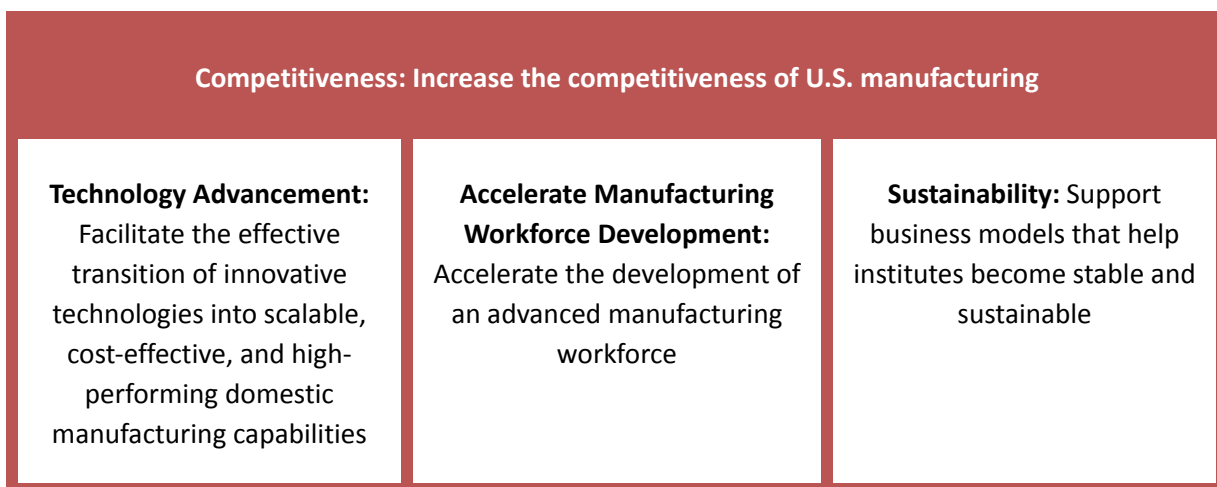 Competitiveness: Increase the competitiveness of U.S. manufacturing
Technology Advancement:
Facilitate the effective
transition of innovative
technologies into scalable,
cost-effective, and high-
performing domestic
manufacturing capabilities
Accelerate Manufacturing
Workforce Development:
Accelerate the development of
an advanced manufacturing
workforce
Sustainability: Support
business models that help
institutes become stable and
sustainable